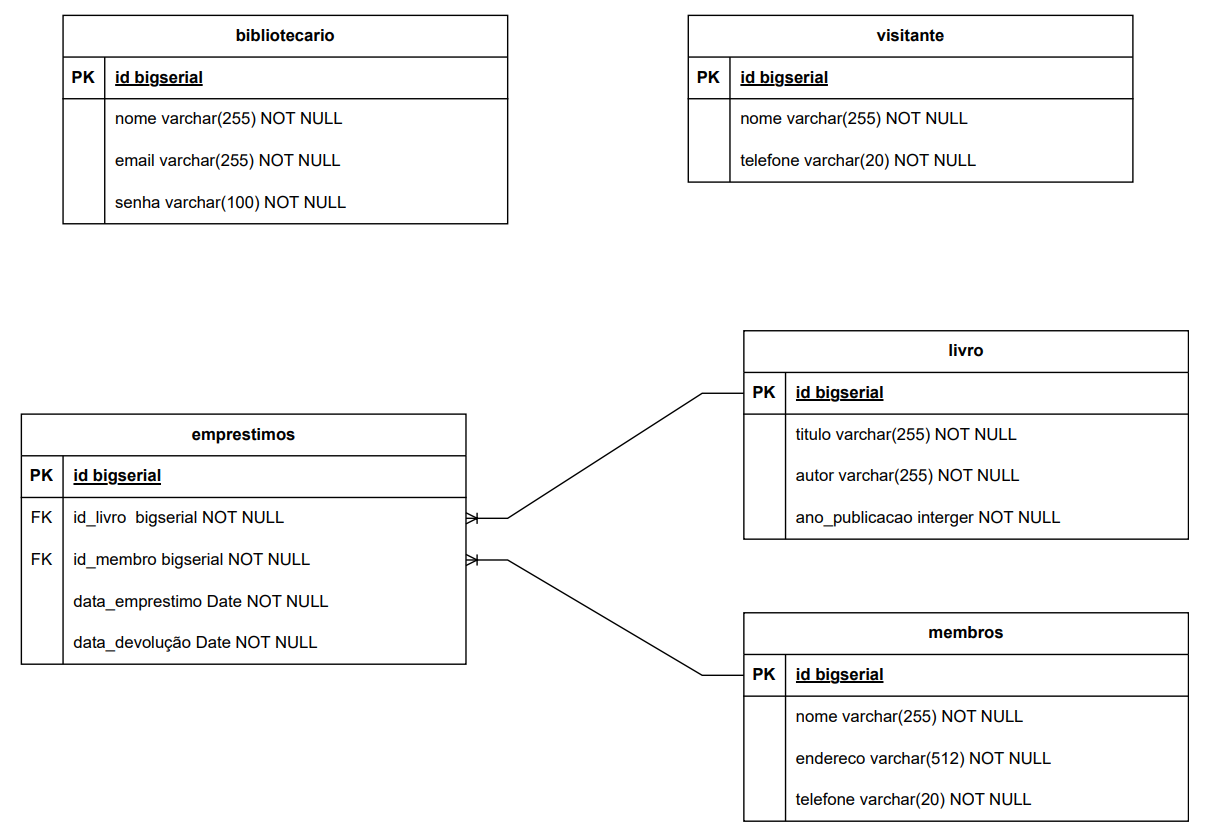 bibliotecario
PK id bigserial
nome varchar(255) NOT NULL
email varchar(255) NOT NULL
senha varchar(100) NOT NULL
visitante
PK id bigserial
nome varchar(255) NOT NULL
telefone varchar(20) NOT NULL
livro
PK id bigserial
titulo varchar(255) NOT NULL
autor varchar(255) NOT NULL
ano_publicacao interger NOT NULL
emprestimos
PK id bigserial
FK id_livro bigserial NOT NULL
FK id_membro bigserial NOT NULL
data_emprestimo Date NOT NULL
data_devolução Date NOT NULL
membros
PK id bigserial
nome varchar(255) NOT NULL
endereco varchar(512) NOT NULL
telefone varchar(20) NOT NULL